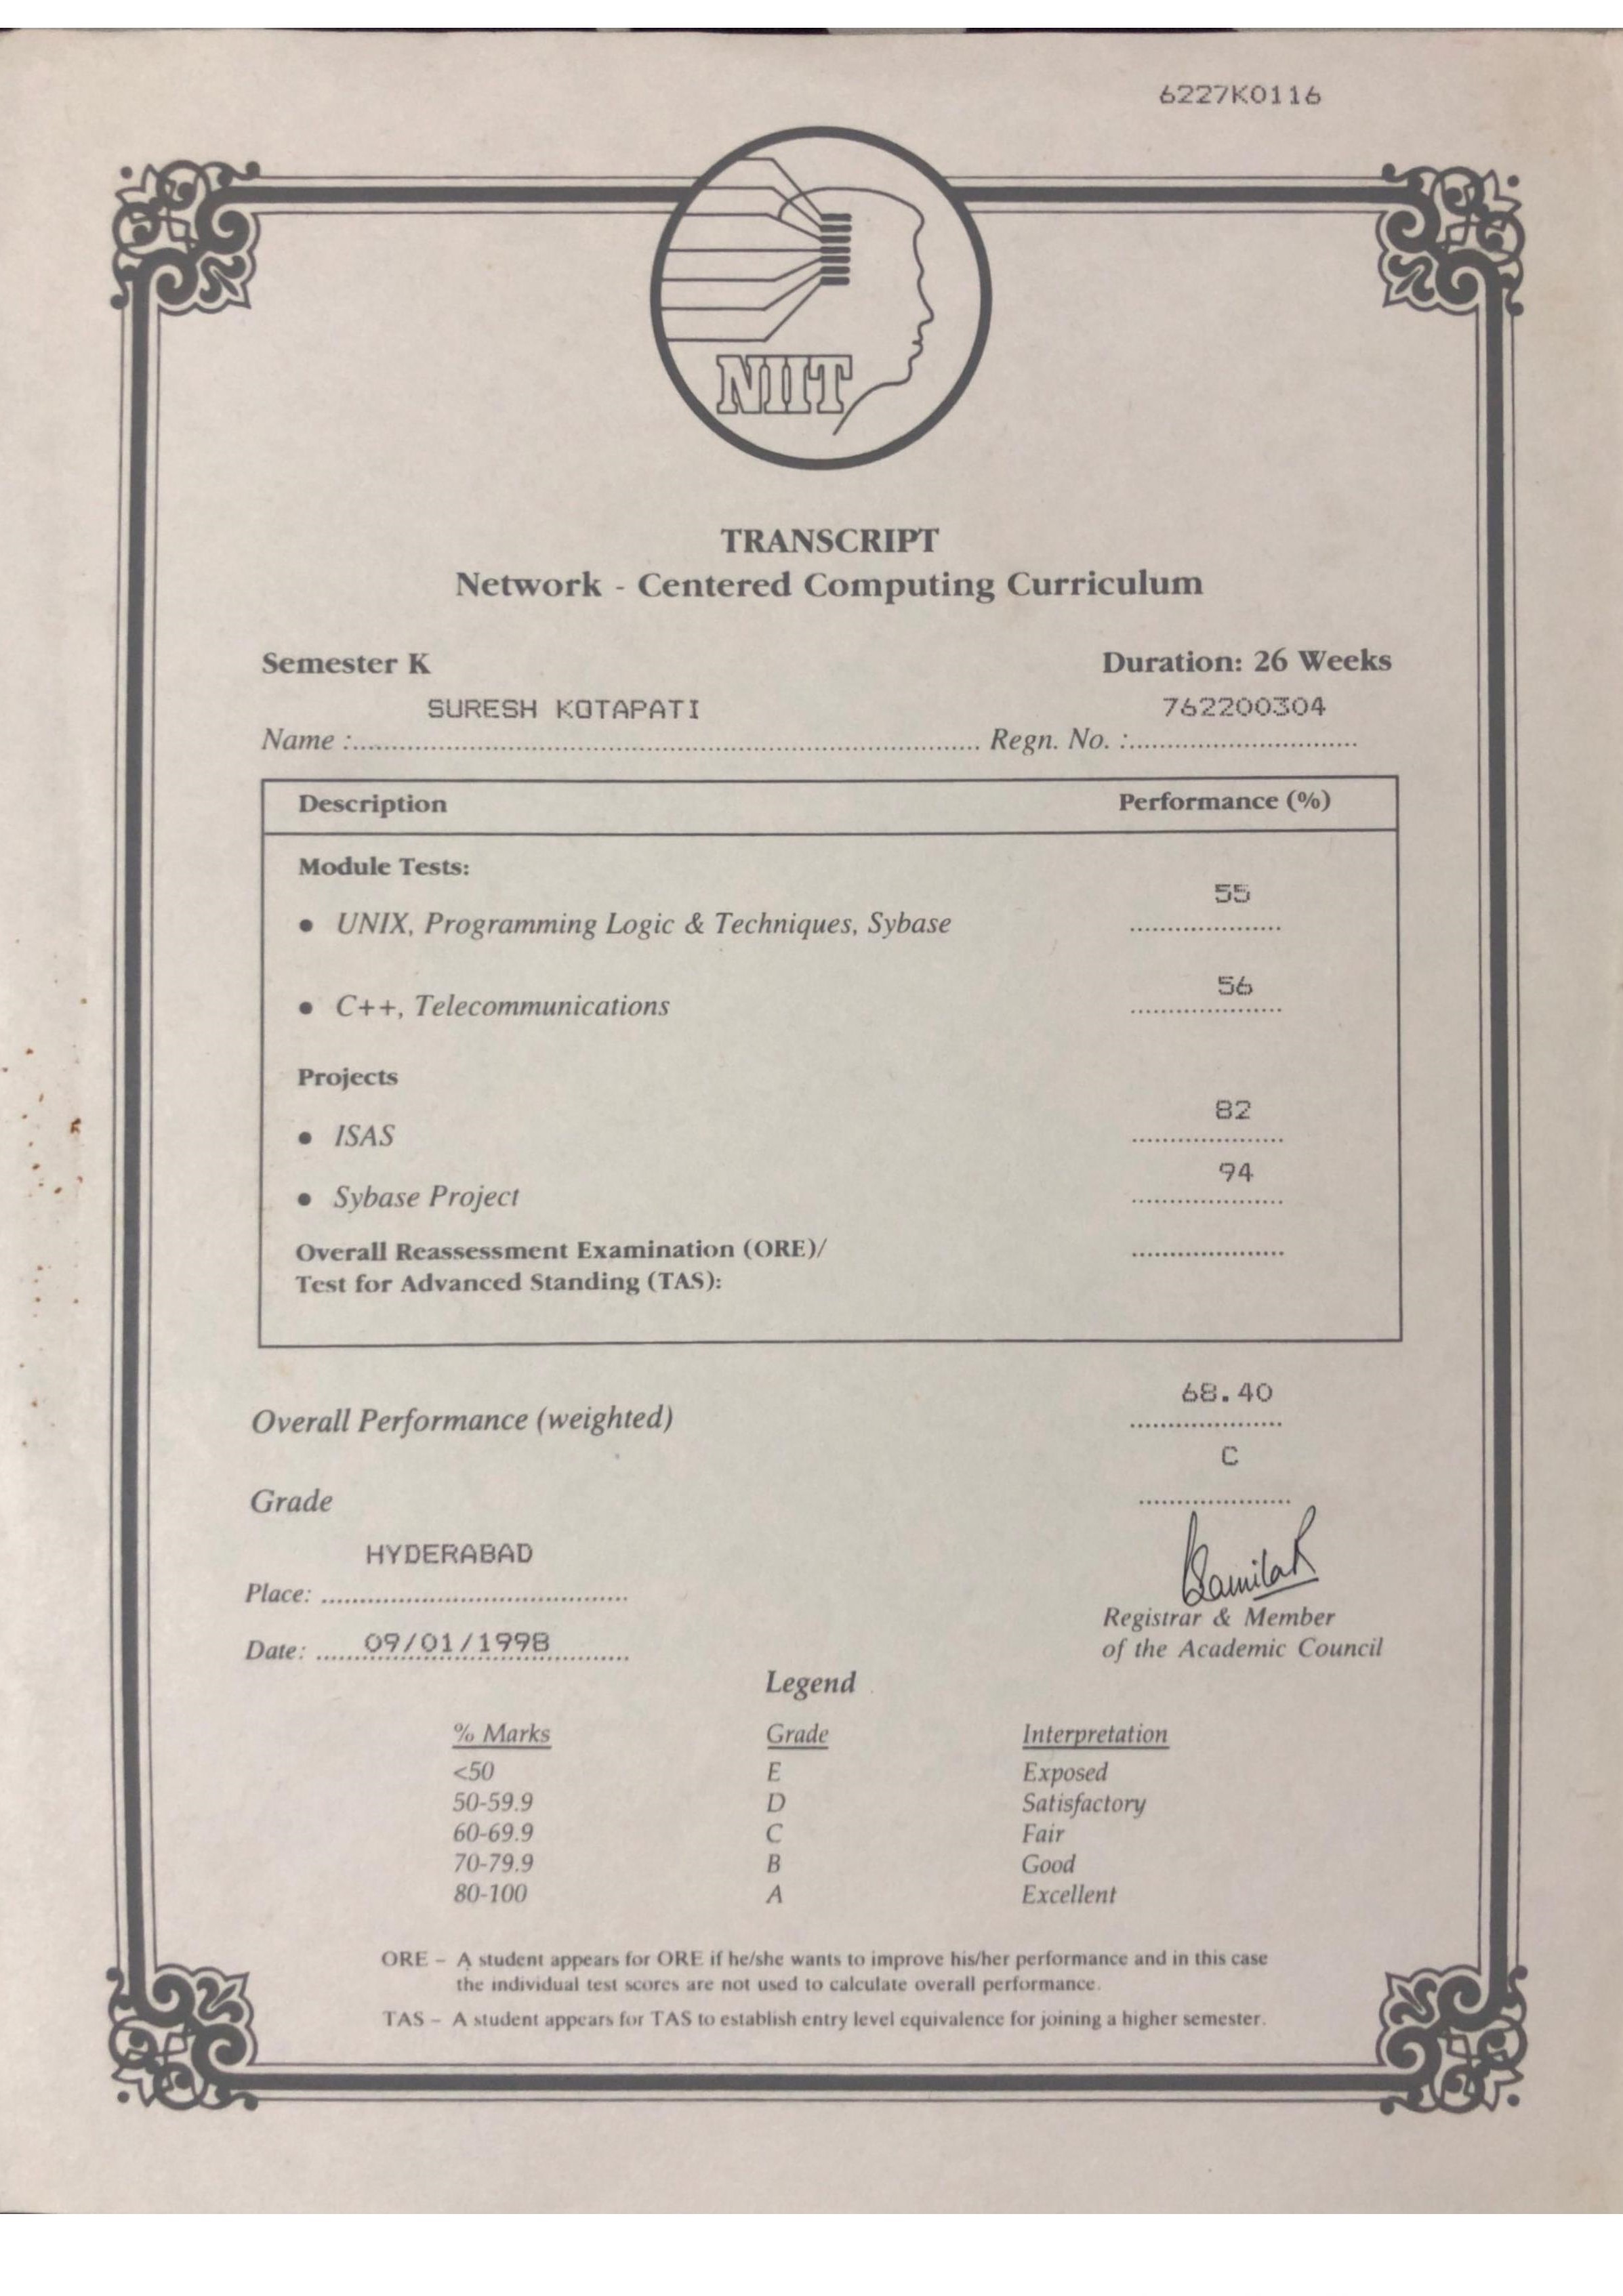 6227K0116
NIIT
TRANSCRIPT
Network - Centered Computing Curriculum
Semester K Duration: 26 Weeks
SURESH KOTAPATI 762200304
Name :.......... Regn. No. :..........
Description Performance (%)
Module Tests:
55
• UNIX, Programming Logic & Techniques, Sybase ..........
56
• C++, Telecommunications ..........
Projects
82
• ISAS ..........
94
• Sybase Project ..........
Overall Reassessment Examination (ORE)/ ..........
Test for Advanced Standing (TAS):
68.40
Overall Performance (weighted) ..........
C
Grade ..........
HYDERABAD
Place: ..........
Registrar & Member
Date: ..........09/01/1998..........
of the Academic Council
Legend
% Marks Grade Interpretation
<50 E Exposed
50-59.9 D Satisfactory
60-69.9 C Fair
70-79.9 B Good
80-100 A Excellent
ORE – A student appears for ORE if he/she wants to improve his/her performance and in this case
the individual test scores are not used to calculate overall performance.
TAS – A student appears for TAS to establish entry level equivalence for joining a higher semester.